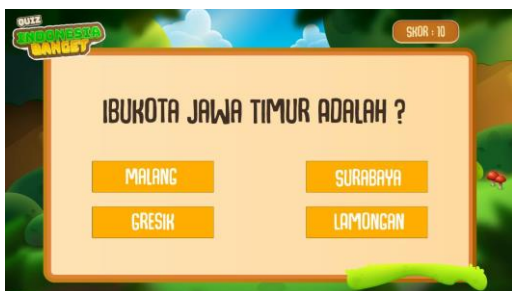 QUIZ
INDONESIA
BANGET
SKOR : 10
IBUKOTA JAWA TIMUR ADALAH ?
MALANG
SURABAYA
GRESIK
LAMONGAN